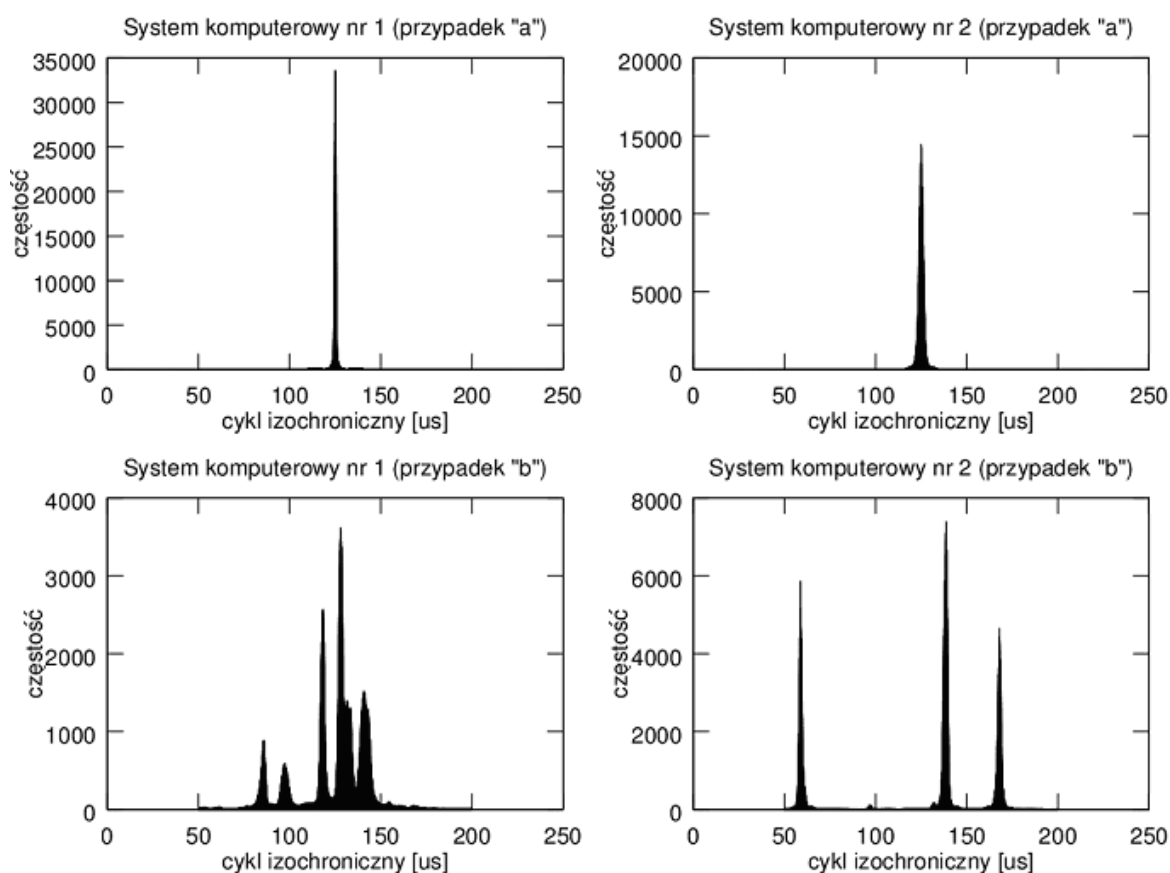 System komputerowy nr 1 (przypadek "a")
35000
30000
25000
20000
15000
10000
5000
0
częstość
0 50 100 150 200 250
cykl izochroniczny [us]
System komputerowy nr 2 (przypadek "a")
20000
15000
10000
5000
0
częstość
0 50 100 150 200 250
cykl izochroniczny [us]
System komputerowy nr 1 (przypadek "b")
4000
3000
2000
1000
0
częstość
0 50 100 150 200 250
cykl izochroniczny [us]
System komputerowy nr 2 (przypadek "b")
8000
6000
4000
2000
0
częstość
0 50 100 150 200 250
cykl izochroniczny [us]